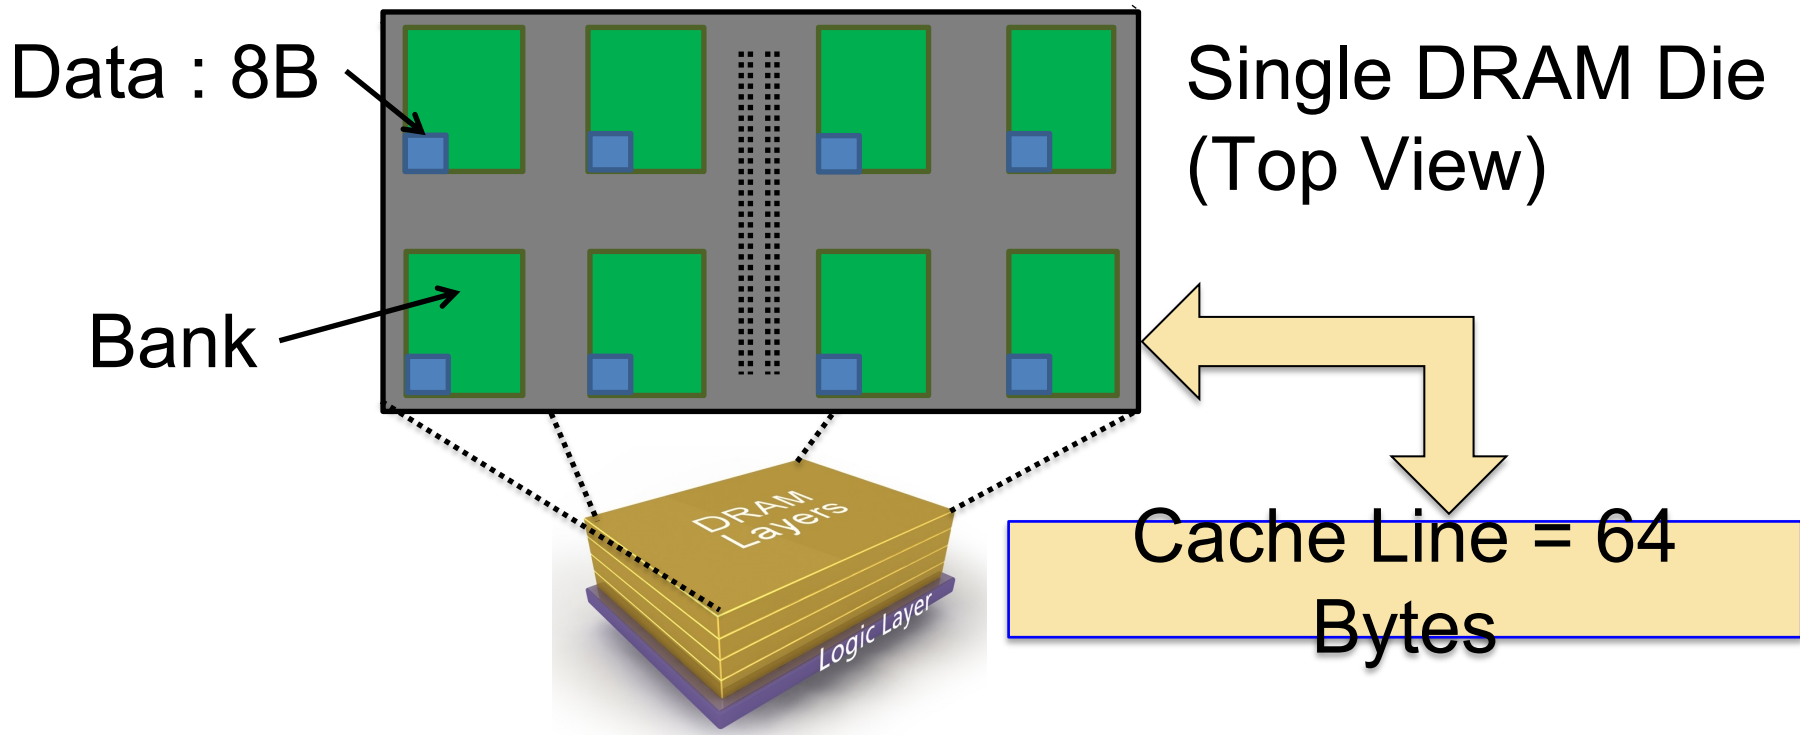 Data : 8B
Single DRAM Die
(Top View)
Bank
DRAM
Layers
Logic Layer
Cache Line = 64
Bytes